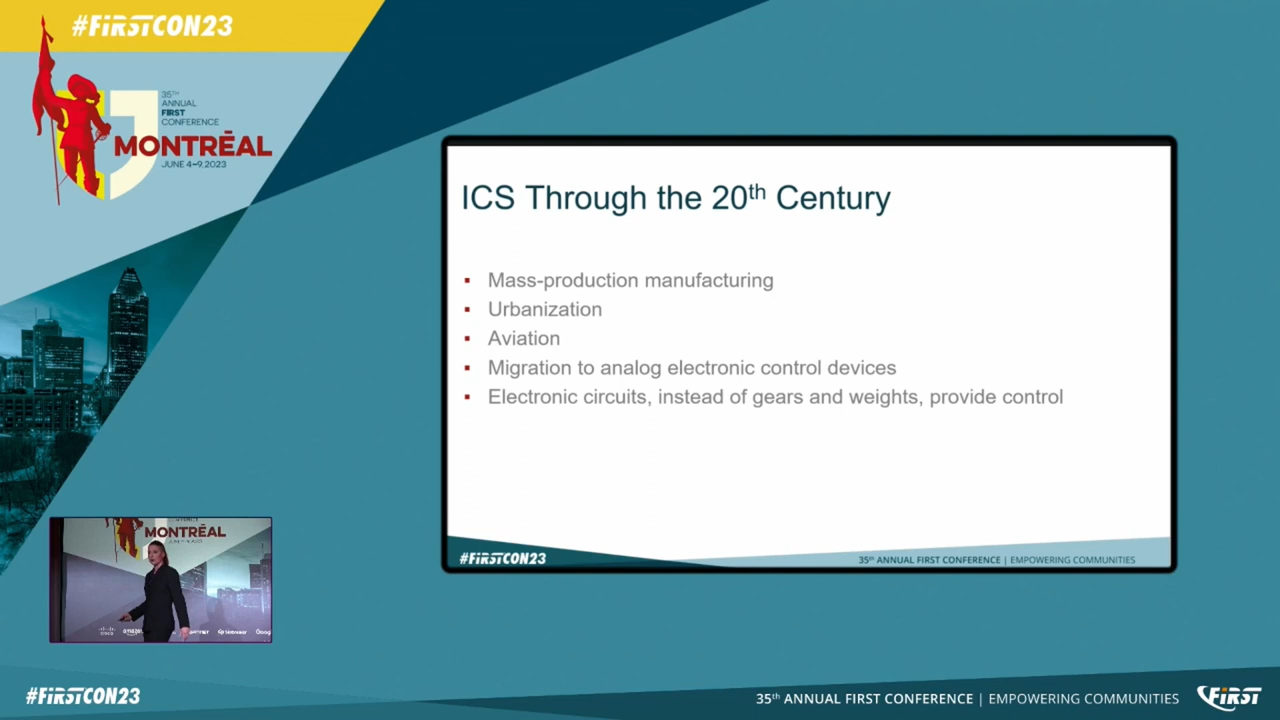 #FIRSTCON23
35TH
ANNUAL
FIRST
CONFERENCE
MONTRĒAL
JUNE 4–9, 2023
ICS Through the 20th Century
▪ Mass-production manufacturing
▪ Urbanization
▪ Aviation
▪ Migration to analog electronic control devices
▪ Electronic circuits, instead of gears and weights, provide control
#FIRSTCON23
35th ANNUAL FIRST CONFERENCE | EMPOWERING COMMUNITIES
MONTRĒAL
CISCO
#FIRSTCON23
35th ANNUAL FIRST CONFERENCE | EMPOWERING COMMUNITIES
FIRST